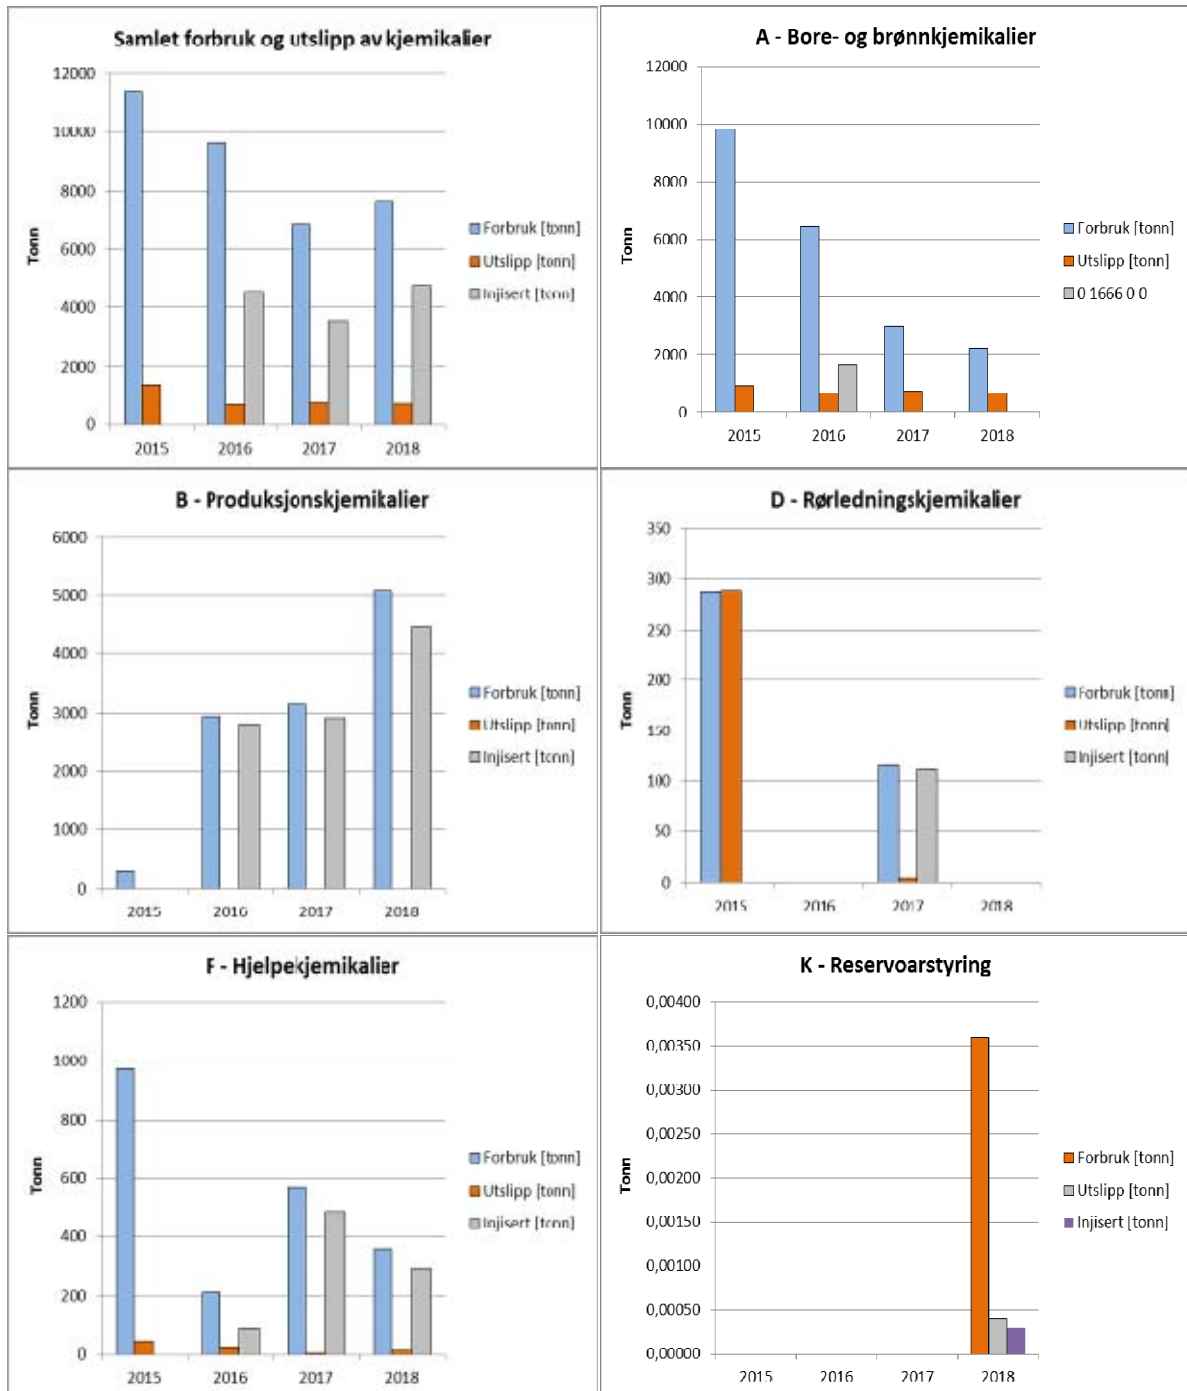 Samlet forbruk og utslipp av kjemikalier
12000
10000
8000
6000
4000
2000
0
Tonn
2015
2016
2017
2018
Forbruk [tonn]
Utslipp [tonn]
Injisert [tonn]
A - Bore- og brønnkjemikalier
12000
10000
8000
6000
4000
2000
0
Tonn
2015
2016
2017
2018
Forbruk [tonn]
Utslipp [tonn]
0 1666 0 0
B - Produksjonskjemikalier
6000
5000
4000
3000
2000
1000
0
Tonn
2015
2016
2017
2018
Forbruk [tonn]
Utslipp [tonn]
Injisert [tonn]
D - Rørledningskjemikalier
350
300
250
200
150
100
50
0
Tonn
2015
2016
2017
2018
Forbruk [tonn]
Utslipp [tonn]
Injisert [tonn]
F - Hjelpekjemikalier
1200
1000
800
600
400
200
0
Tonn
2015
2016
2017
2018
Forbruk [tonn]
Utslipp [tonn]
Injisert [tonn]
K - Reservoarstyring
0,00400
0,00350
0,00300
0,00250
0,00200
0,00150
0,00100
0,00050
0,00000
Tonn
2015
2016
2017
2018
Forbruk [tonn]
Utslipp [tonn]
Injisert [tonn]